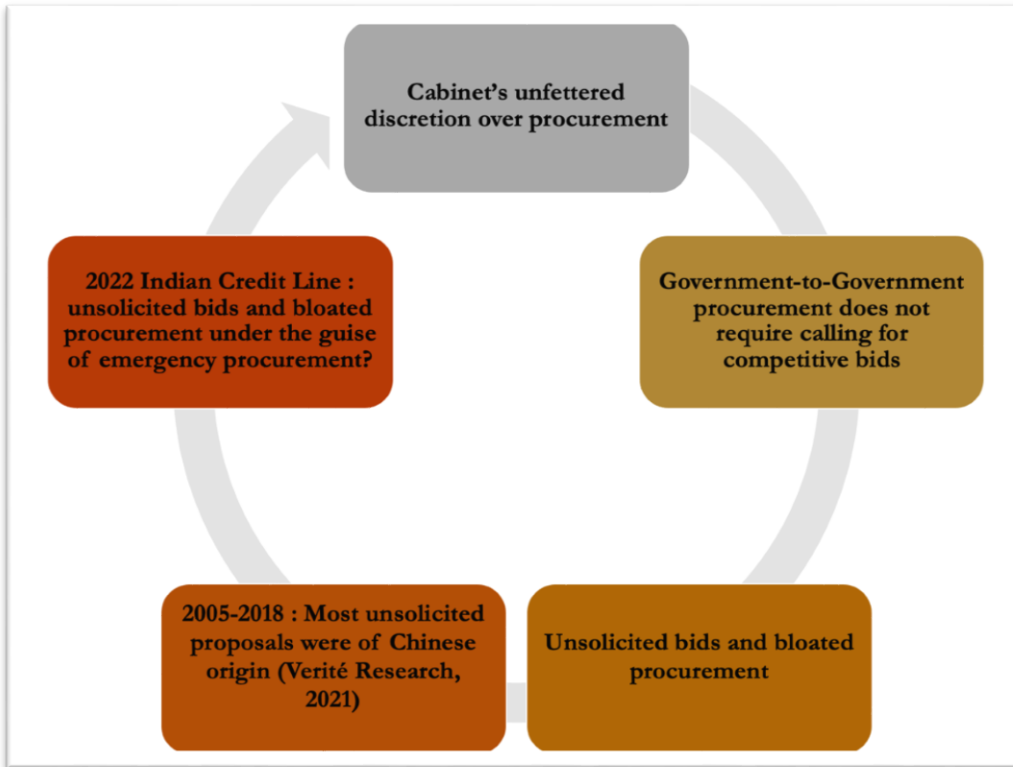 Cabinet’s unfettered
discretion over procurement
Government-to-Government
procurement does not
require calling for
competitive bids
Unsolicited bids and bloated
procurement
2005-2018 : Most unsolicited
proposals were of Chinese
origin (Verité Research,
2021)
2022 Indian Credit Line :
unsolicited bids and bloated
procurement under the guise
of emergency procurement?